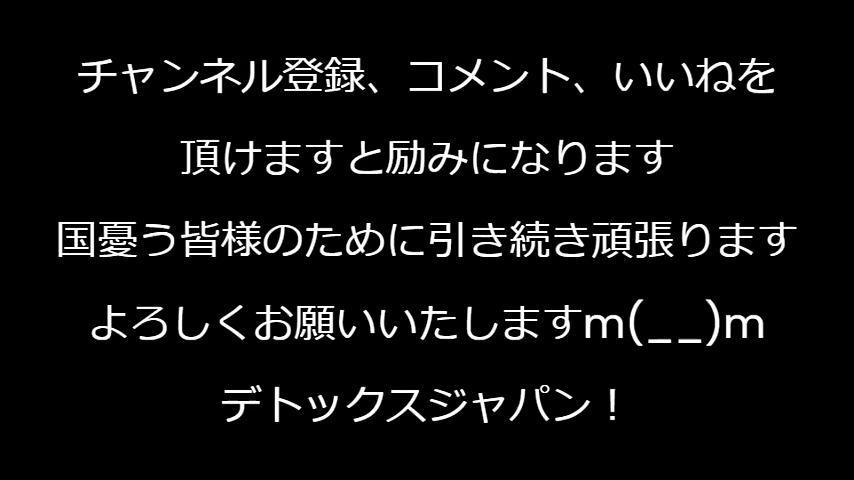 チャンネル登録、コメント、いいねを
頂けますと励みになります
国憂う皆様のために引き続き頑張ります
よろしくお願いいたしますm(__)m
デトックスジャパン！